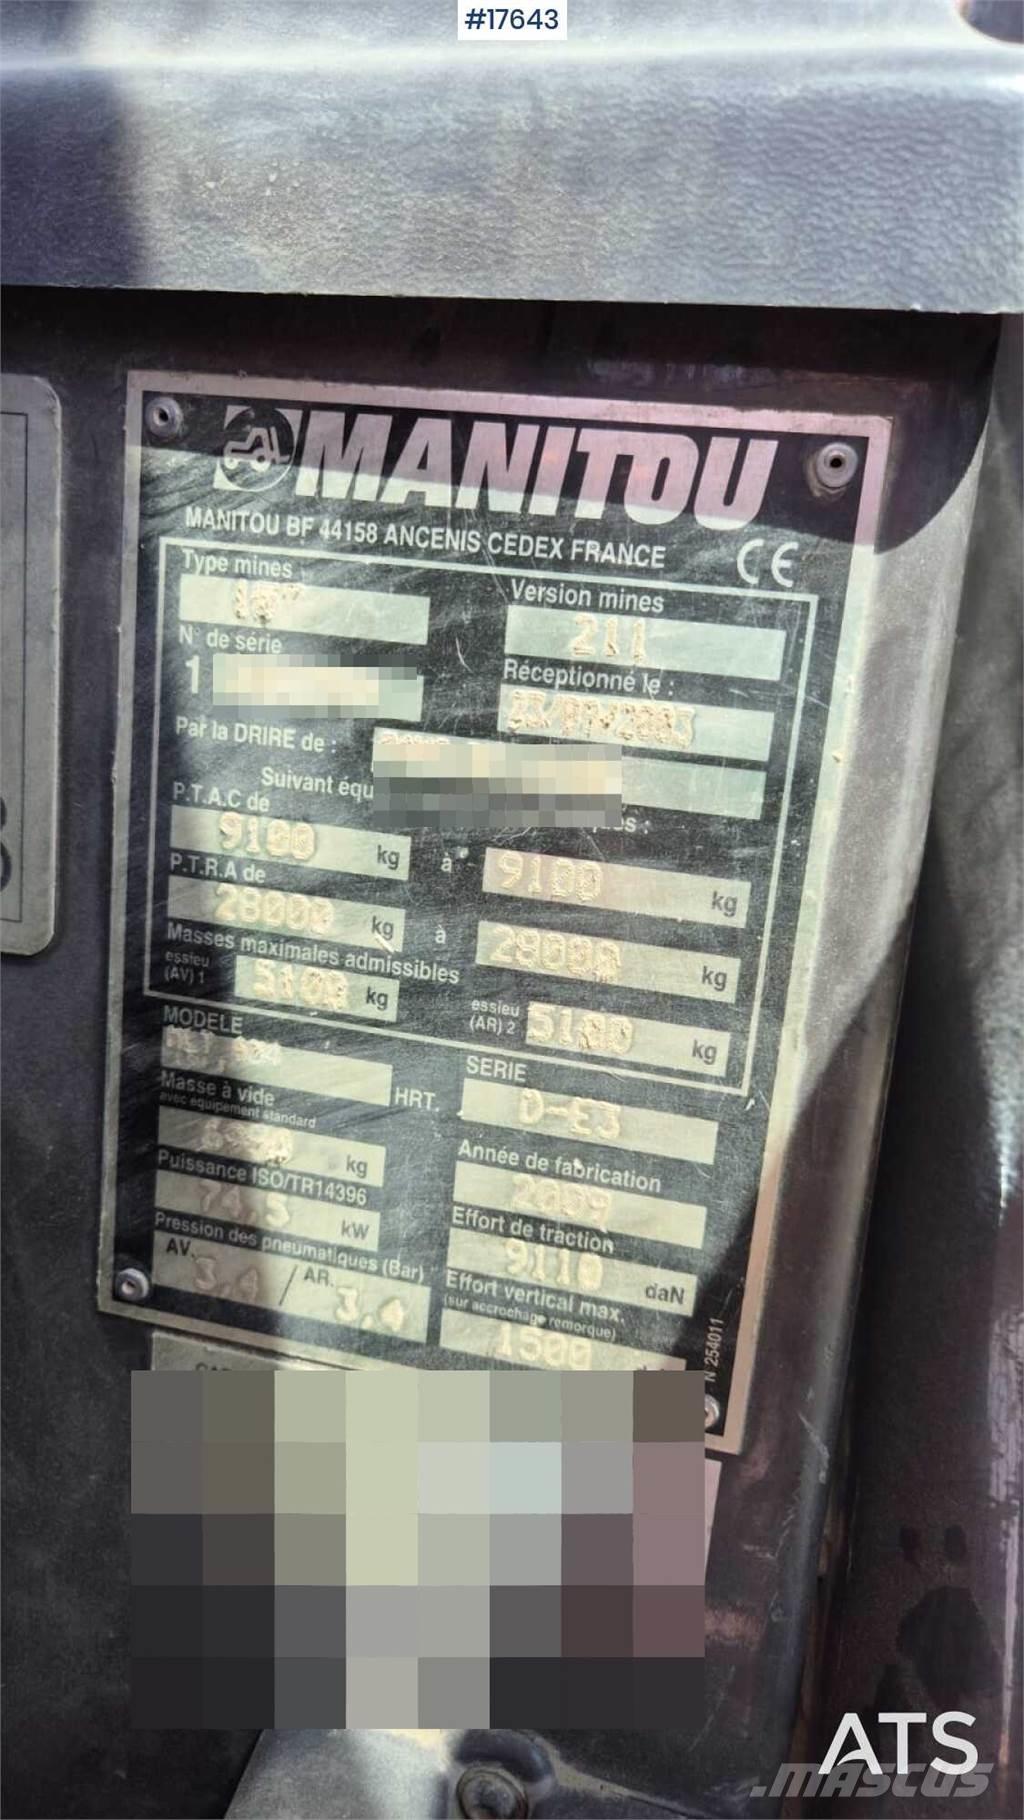 #17643
MANITOU
MANITOU BF 44158 ANCENIS CEDEX FRANCE
CE
Type mines
Version mines
211
N° de série
1
Réceptionné le :
Par la DRIRE de :
Suivant équ
P.T.A.C de
9100 kg à 9100 kg
P.T.R.A de
28000 kg à 28000 kg
Masses maximales admissibles
essieu (AV) 1 5100 kg
essieu (AR) 2 5100 kg
MODELE
HRT.
SERIE
D-E3
Masse à vide
avec equipement standard
kg
Année de fabrication
2009
Puissance ISO/TR14396
74,5 kW
Effort de traction
9110 daN
Pression des pneumatiques (Bar)
AV. 3,4 / AR. 3,4
Effort vertical max.
(sur accrochage remorque)
1500
N° 254011
ATS
mascus